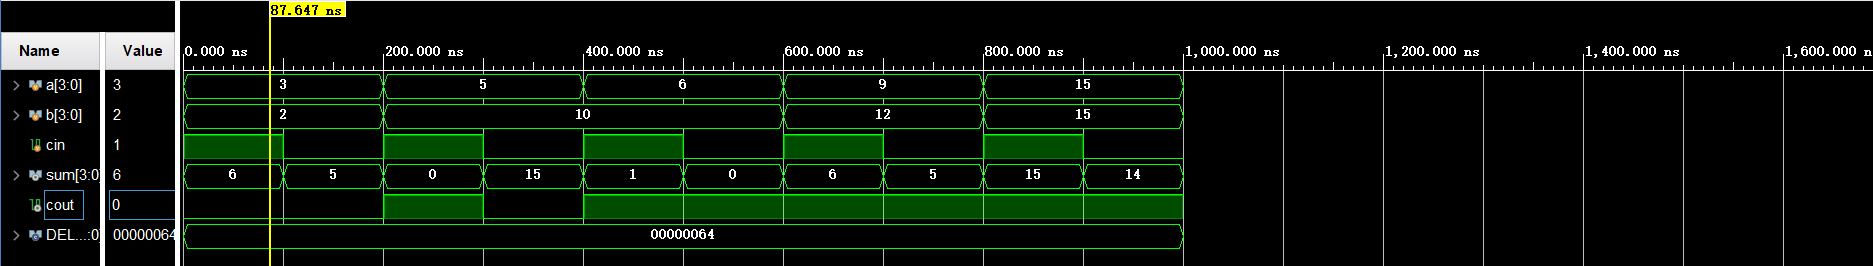 87.647 ns
Name Value
0.000 ns 200.000 ns 400.000 ns 600.000 ns 800.000 ns 1,000.000 ns 1,200.000 ns 1,400.000 ns 1,600.000 n
a[3:0] 3 3 5 6 9 15
b[3:0] 2 2 10 12 15
cin 1
sum[3:0] 6 6 5 0 15 1 0 6 5 15 14
cout 0
DEL...:0] 00000064 00000064